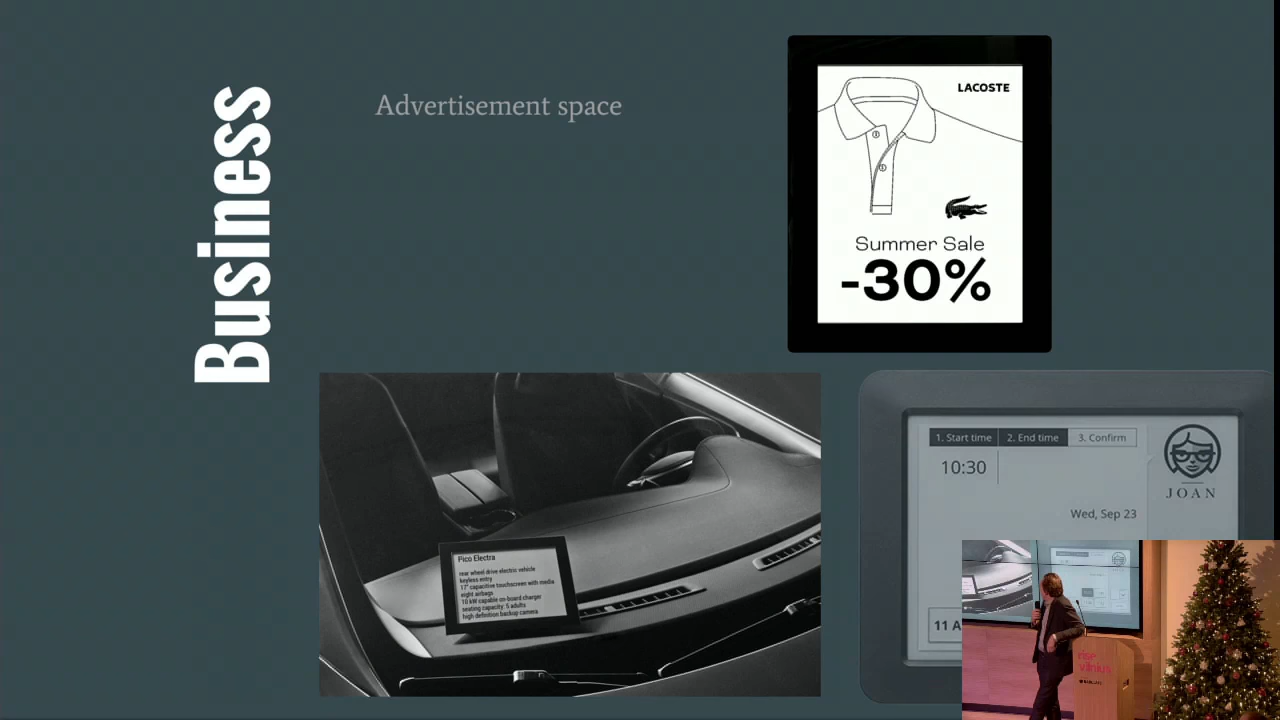 Business
Advertisement space
LACOSTE
Summer Sale
-30%
Pico Electra
rear wheel drive electric vehicle
keyless entry
17" capacitive touchscreen with media
eight airbags
10 kW capable on-board charger
seating capacity: 5 adults
high definition backup camera
1. Start time
2. End time
3. Confirm
10:30
JOAN
Wed, Sep 23
11 A
rise
vilnius